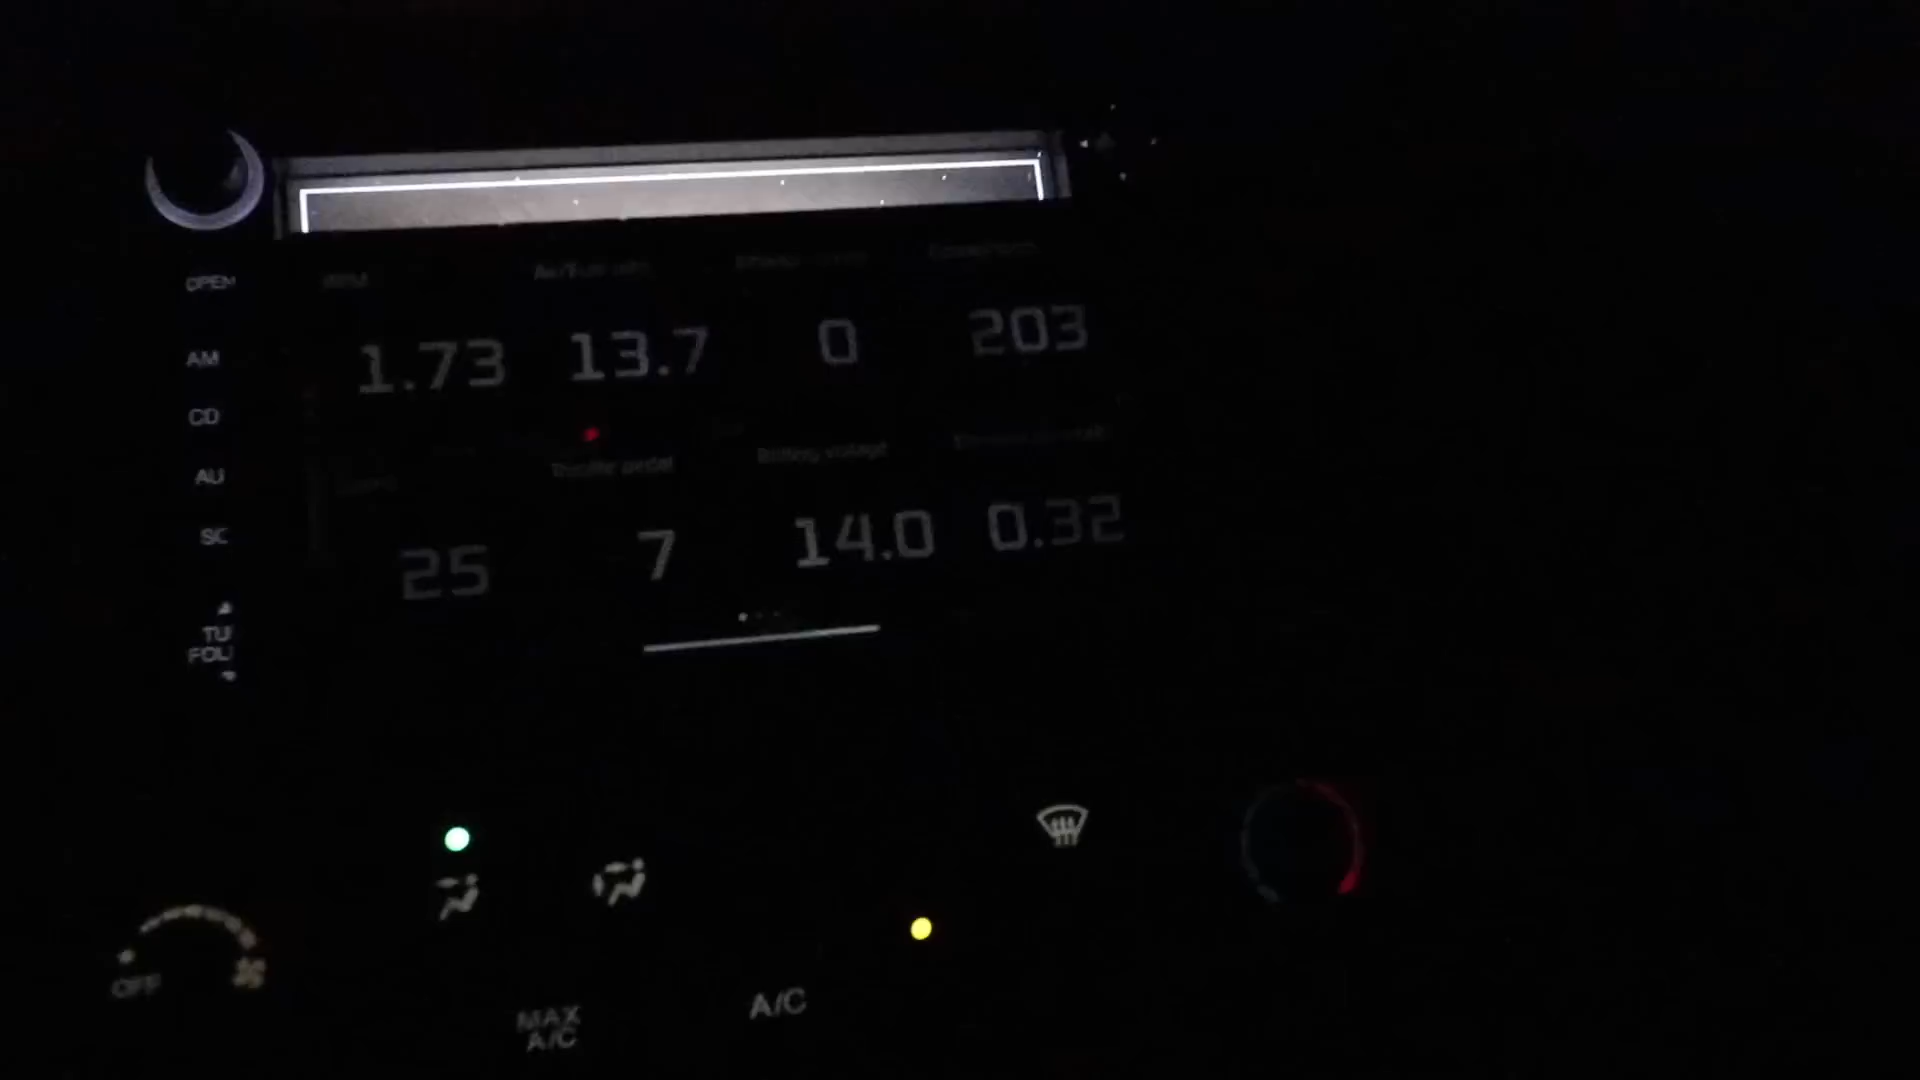 OPEN
AM
CD
AU
SC
TU
FOL
RPM
1.73
13.7
0
203
Throttle pedal
Battery voltage
25
7
14.0
0.32
OFF
MAX
A/C
A/C